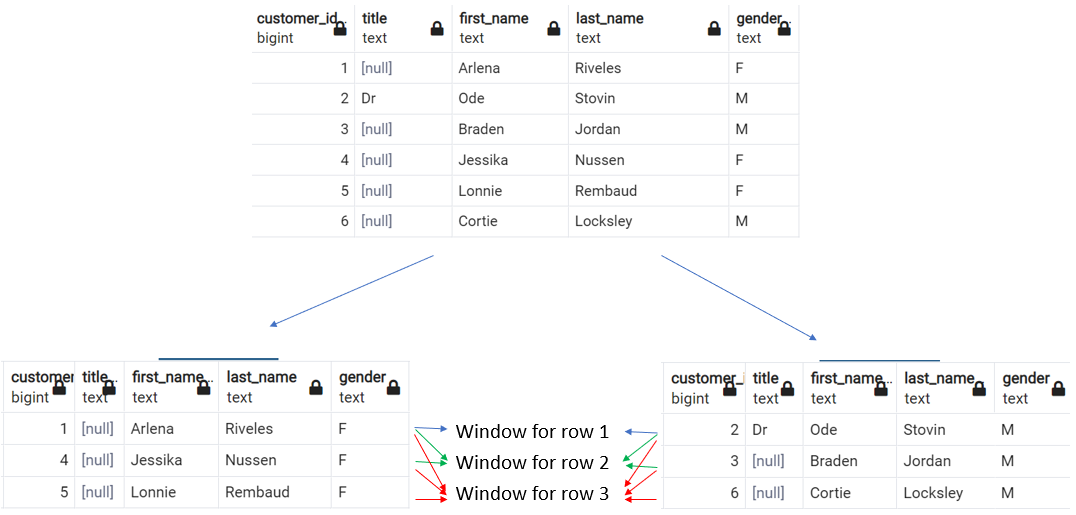 customer_id.. title first_name last_name gender..
bigint text text text text
1 [null] Arlena Riveles F
2 Dr Ode Stovin M
3 [null] Braden Jordan M
4 [null] Jessika Nussen F
5 [null] Lonnie Rembaud F
6 [null] Cortie Locksley M
customer title.. first_name.. last_name gender
bigint text text text text
1 [null] Arlena Riveles F
4 [null] Jessika Nussen F
5 [null] Lonnie Rembaud F
Window for row 1
Window for row 2
Window for row 3
customer_i title first_name... last_name gender
bigint text text text text
2 Dr Ode Stovin M
3 [null] Braden Jordan M
6 [null] Cortie Locksley M